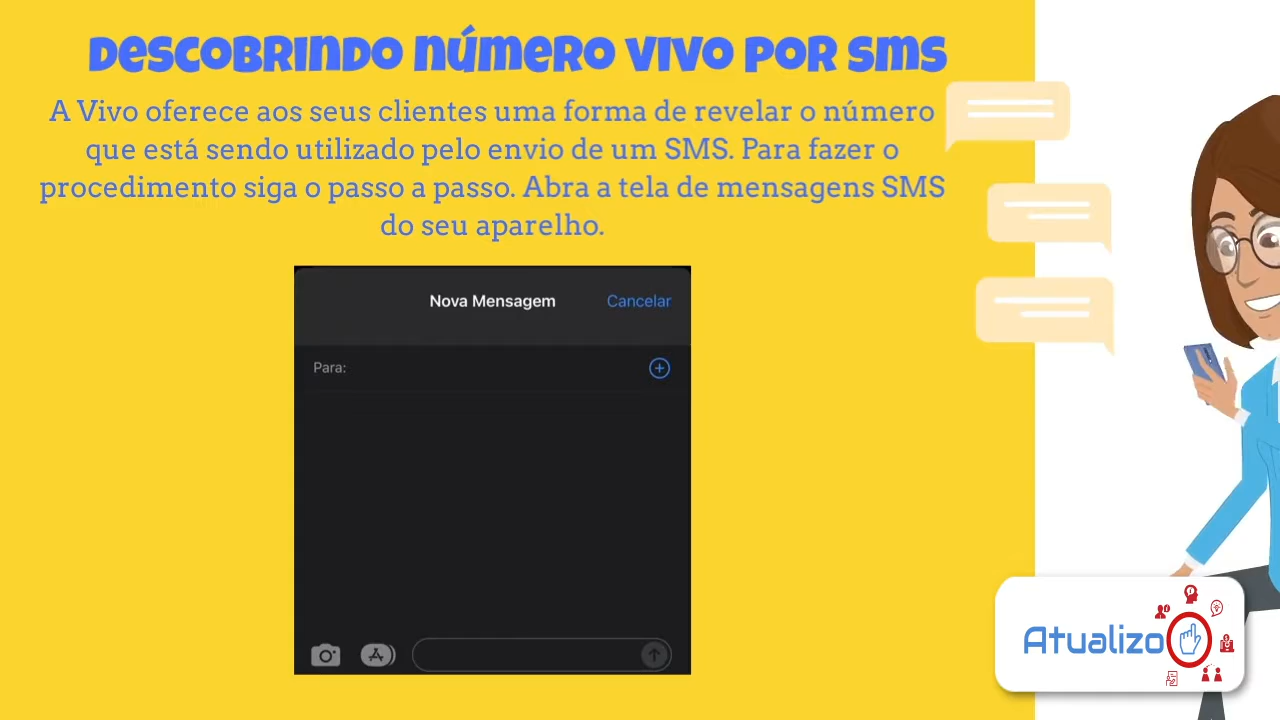 Descobrindo número Vivo por SMS
A Vivo oferece aos seus clientes uma forma de revelar o número
que está sendo utilizado pelo envio de um SMS. Para fazer o
procedimento siga o passo a passo. Abra a tela de mensagens SMS
do seu aparelho.
Nova Mensagem
Cancelar
Para:
Atualizo